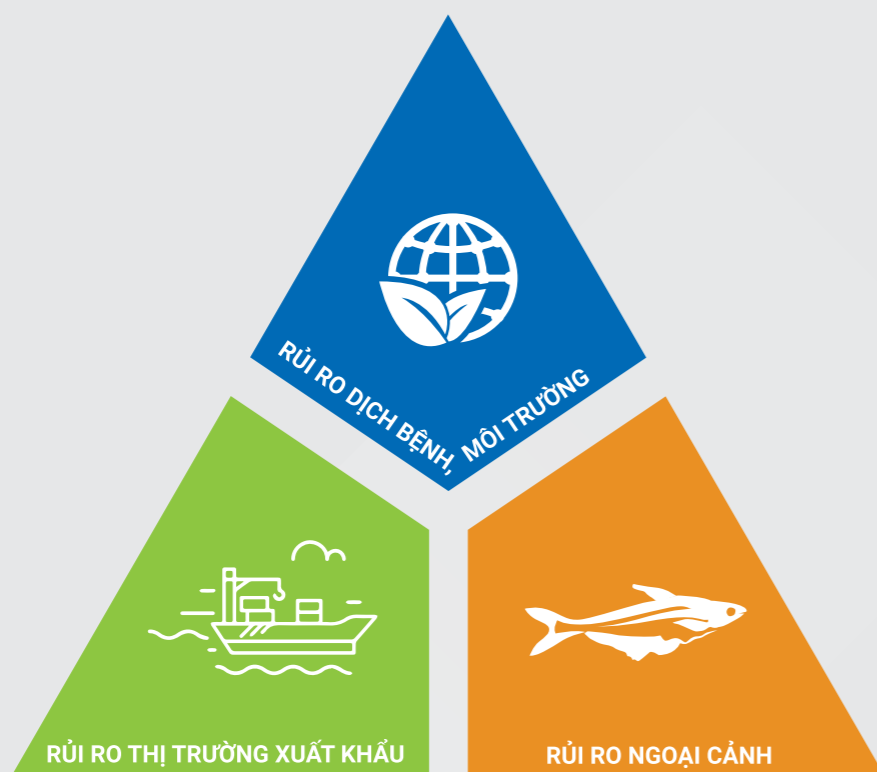 RỦI RO DỊCH BỆNH, MÔI TRƯỜNG
RỦI RO THỊ TRƯỜNG XUẤT KHẨU
RỦI RO NGOẠI CẢNH